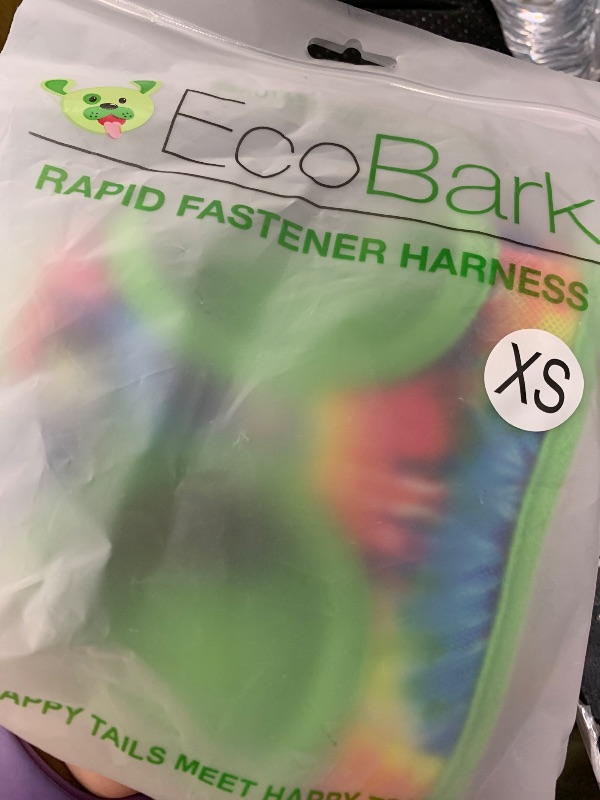 EcoBark
RAPID FASTENER HARNESS
XS
TAILS MEET